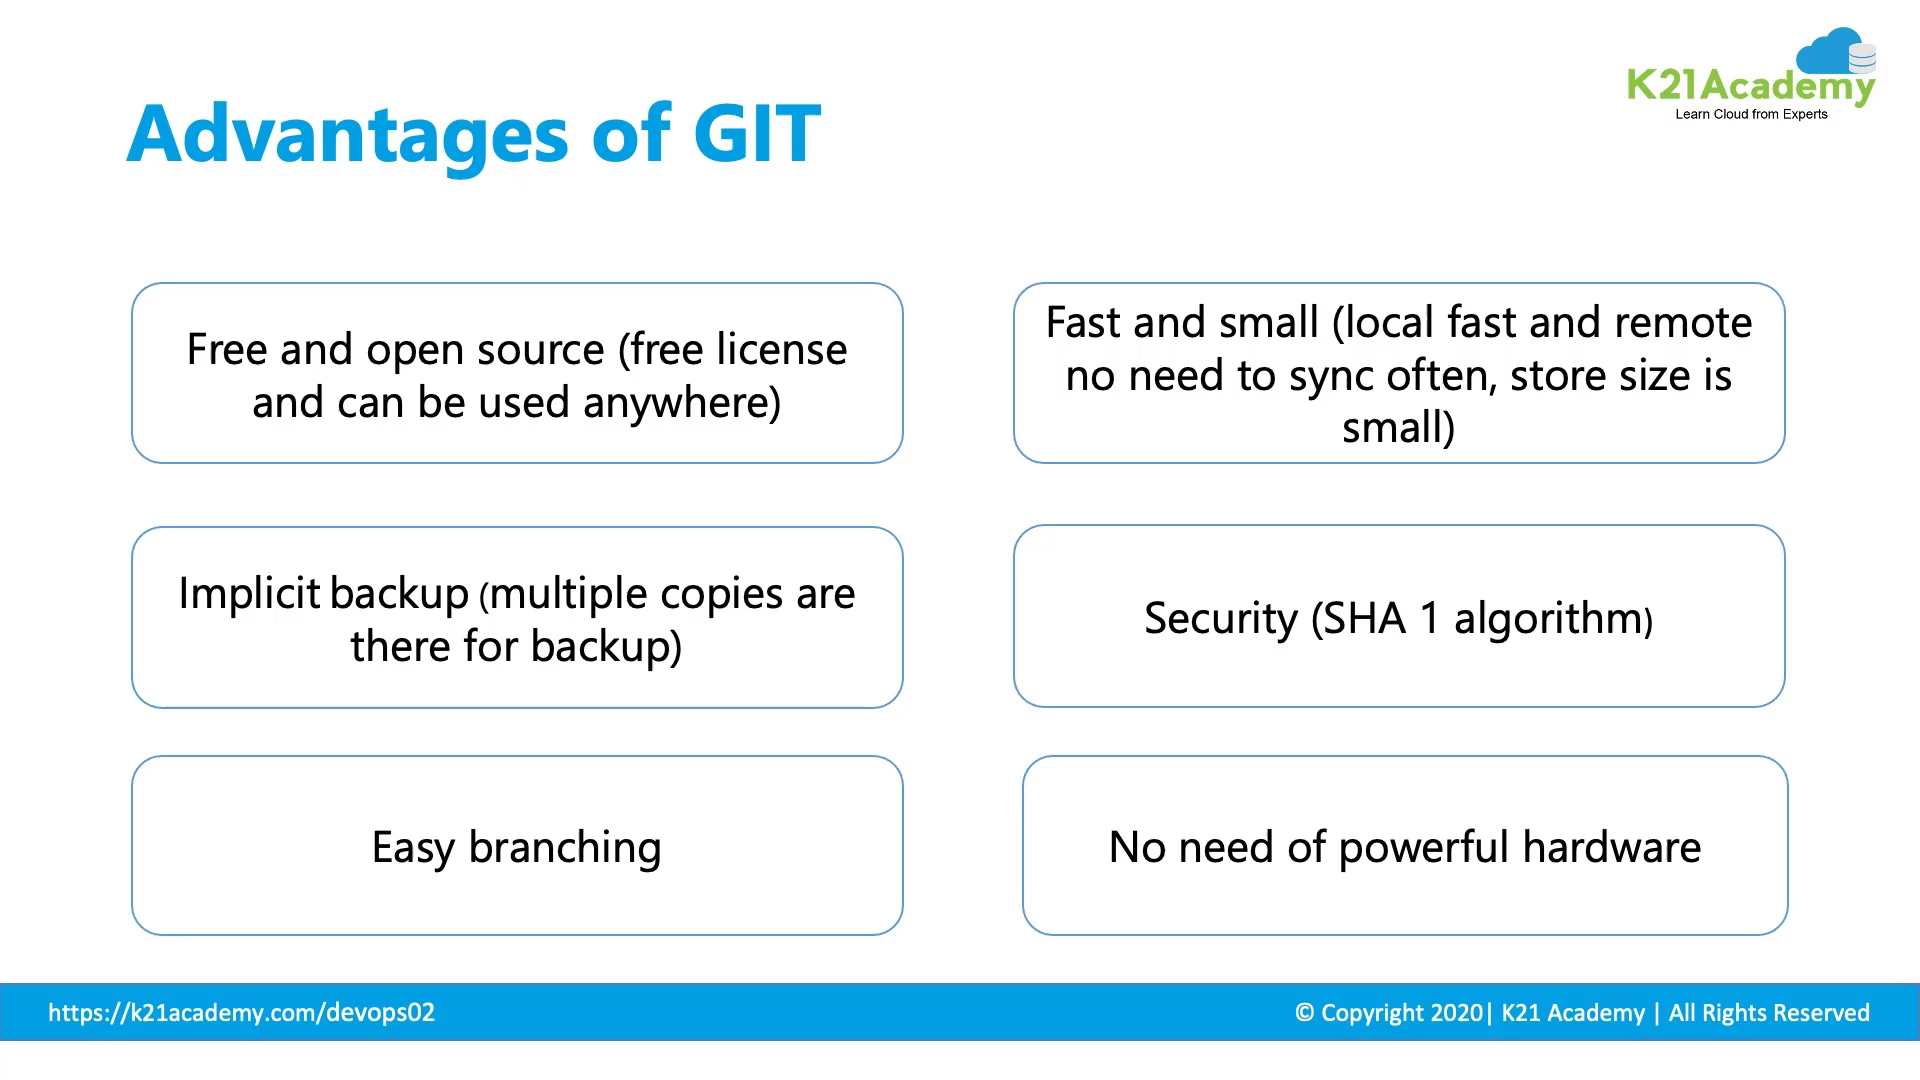 K21Academy
Learn Cloud from Experts
Advantages of GIT
Free and open source (free license
and can be used anywhere)
Fast and small (local fast and remote
no need to sync often, store size is
small)
Implicit backup (multiple copies are
there for backup)
Security (SHA 1 algorithm)
Easy branching
No need of powerful hardware
https://k21academy.com/devops02
© Copyright 2020| K21 Academy | All Rights Reserved